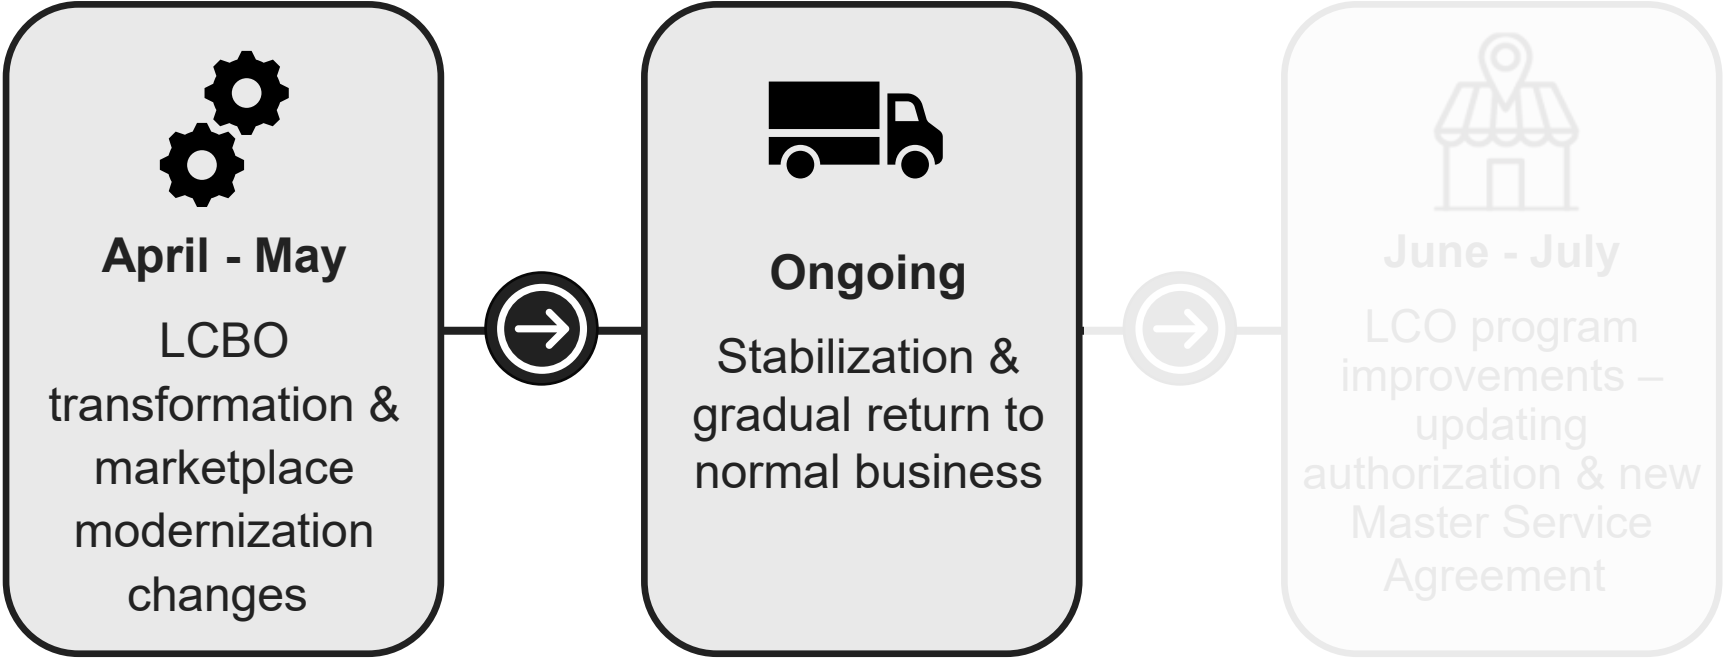 April - May
LCBO
transformation &
marketplace
modernization
changes
Ongoing
Stabilization &
gradual return to
normal business
June - July
LCO program
improvements –
updating
authorization & new
Master Service
Agreement